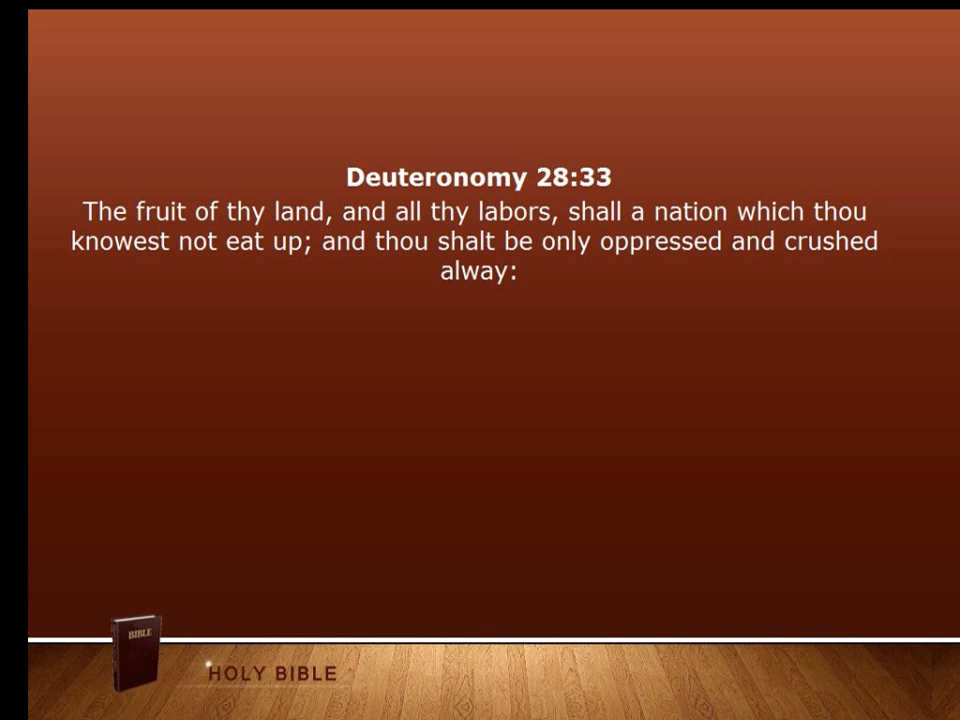 Deuteronomy 28:33
The fruit of thy land, and all thy labors, shall a nation which thou
knowest not eat up; and thou shalt be only oppressed and crushed
alway:
BIBLE
HOLY BIBLE